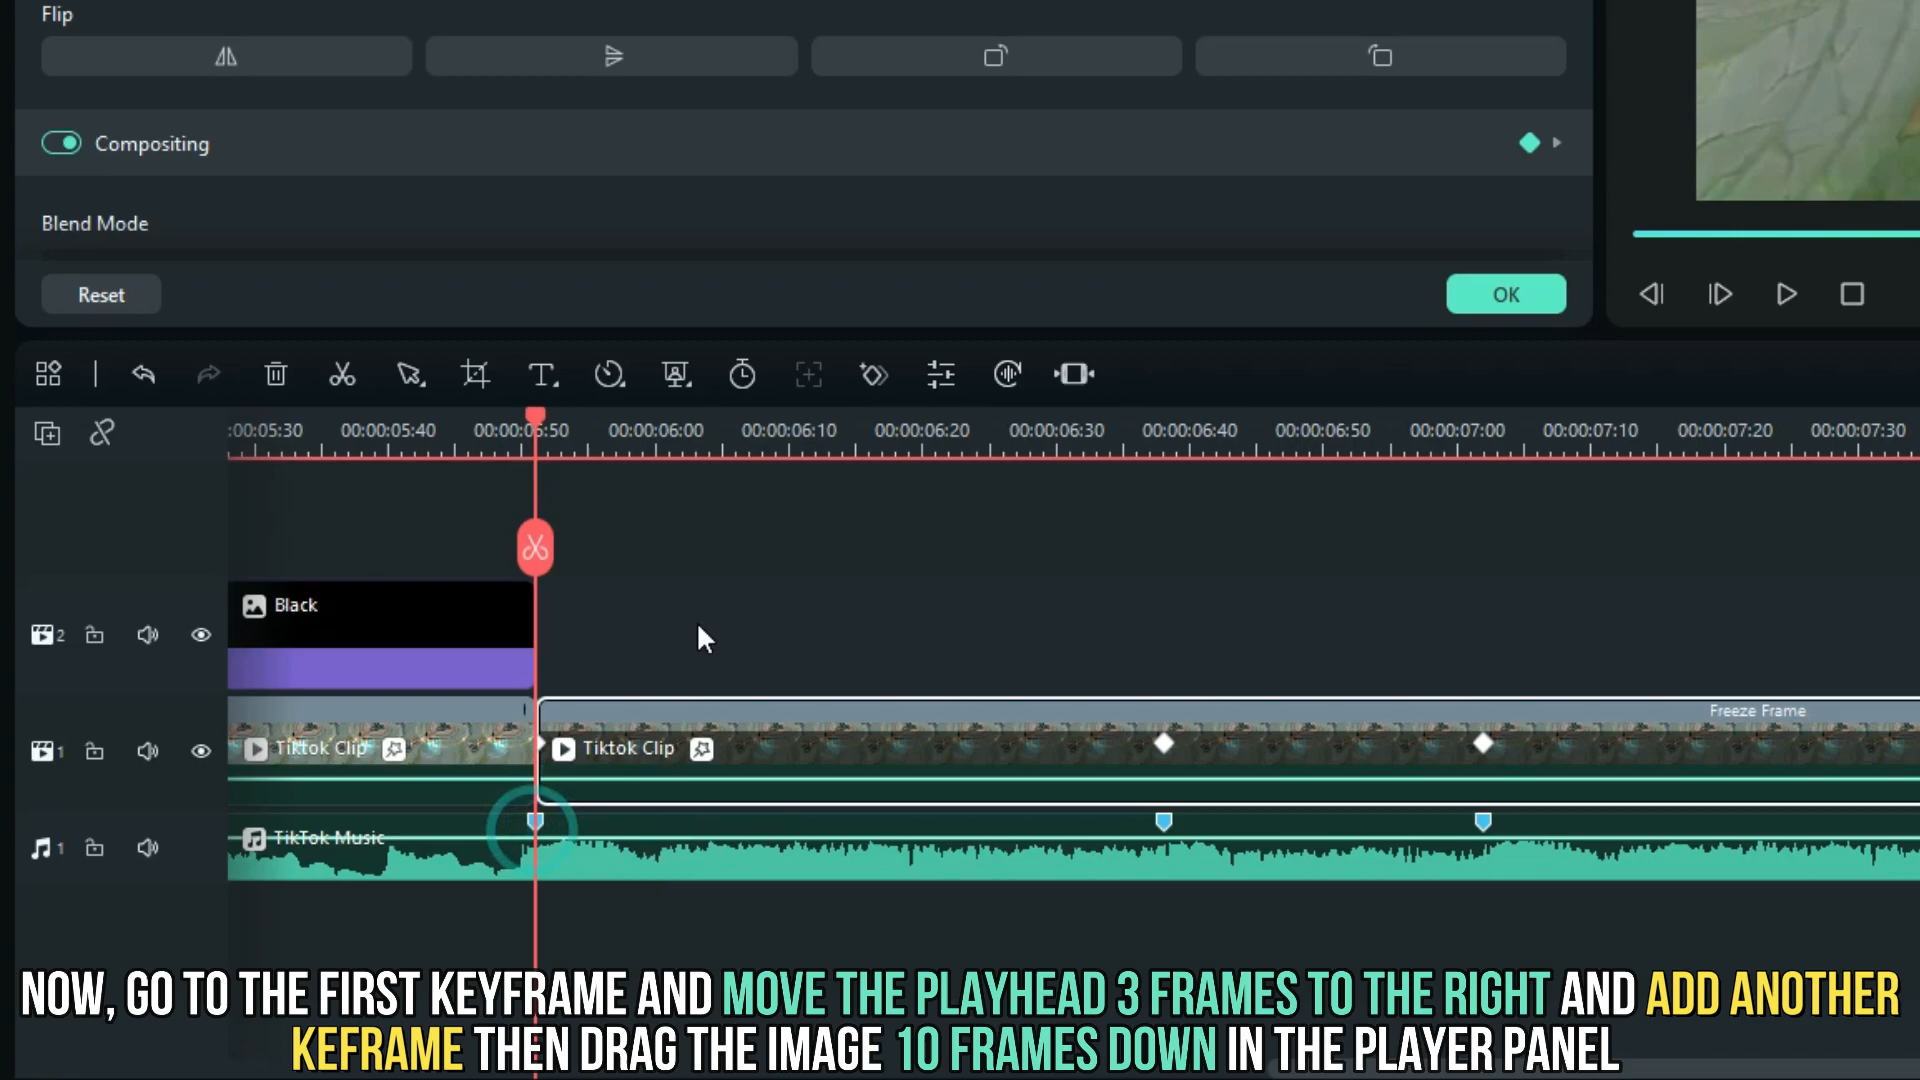 Flip
Compositing
Blend Mode
Reset
OK
:00:05:30 00:00:05:40 00:00:05:50 00:00:06:00 00:00:06:10 00:00:06:20 00:00:06:30 00:00:06:40 00:00:06:50 00:00:07:00 00:00:07:10 00:00:07:20 00:00:07:30
Black
2
Freeze Frame
1 Tiktok Clip Tiktok Clip
TikTok Music
1
NOW, GO TO THE FIRST KEYFRAME AND MOVE THE PLAYHEAD 3 FRAMES TO THE RIGHT AND ADD ANOTHER
KEFRAME THEN DRAG THE IMAGE 10 FRAMES DOWN IN THE PLAYER PANEL